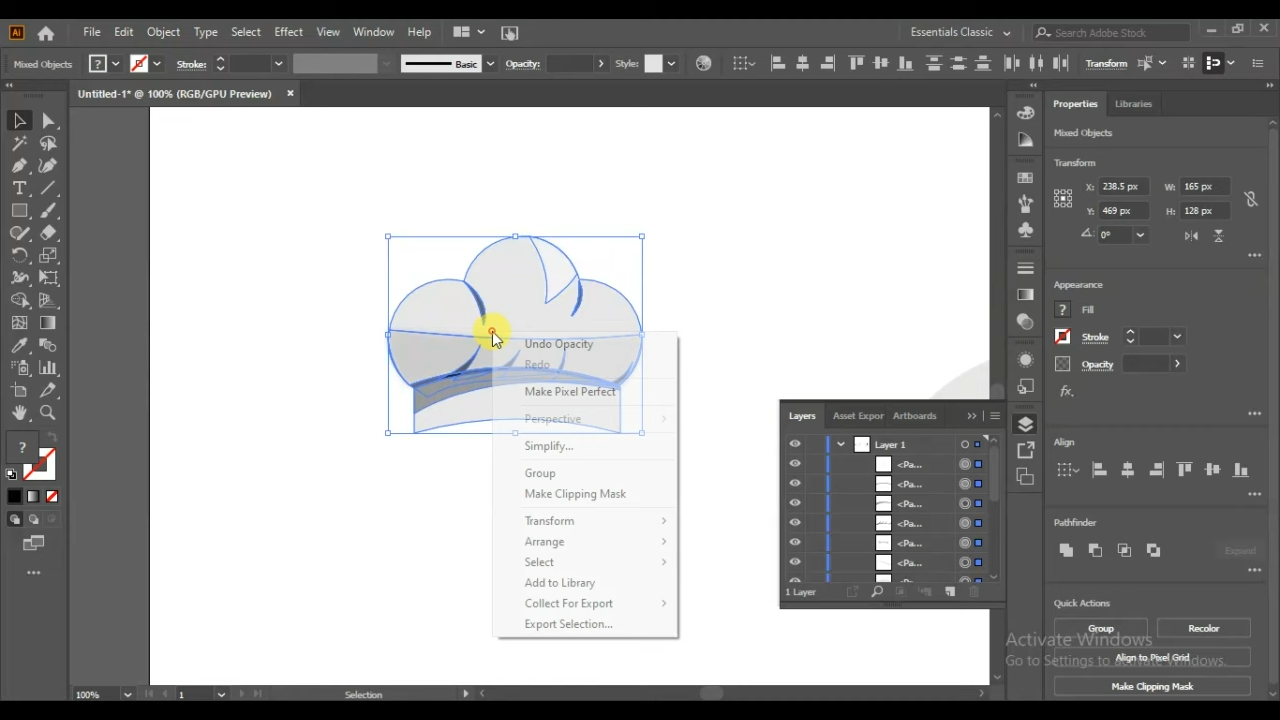 Ai
File Edit Object Type Select Effect View Window Help
Essentials Classic
Search Adobe Stock
Mixed Objects
?
Stroke:
Basic
Opacity:
Style:
Transform
Untitled-1* @ 100% (RGB/GPU Preview)
Properties Libraries
Mixed Objects
Transform
X: 238.5 px W: 165 px
Y: 469 px H: 128 px
0°
Appearance
? Fill
Stroke
Opacity
fx.
Align
Pathfinder
Expand
Quick Actions
Group Recolor
Align to Pixel Grid
Make Clipping Mask
Undo Opacity
Redo
Make Pixel Perfect
Perspective
Simplify...
Group
Make Clipping Mask
Transform
Arrange
Select
Add to Library
Collect For Export
Export Selection...
Layers Asset Expor Artboards
Layer 1
<Pa...
<Pa...
<Pa...
<Pa...
<Pa...
<Pa...
<Pa...
1 Layer
?
Activate Windows
Go to Settings to activate Windows.
100%
1
Selection